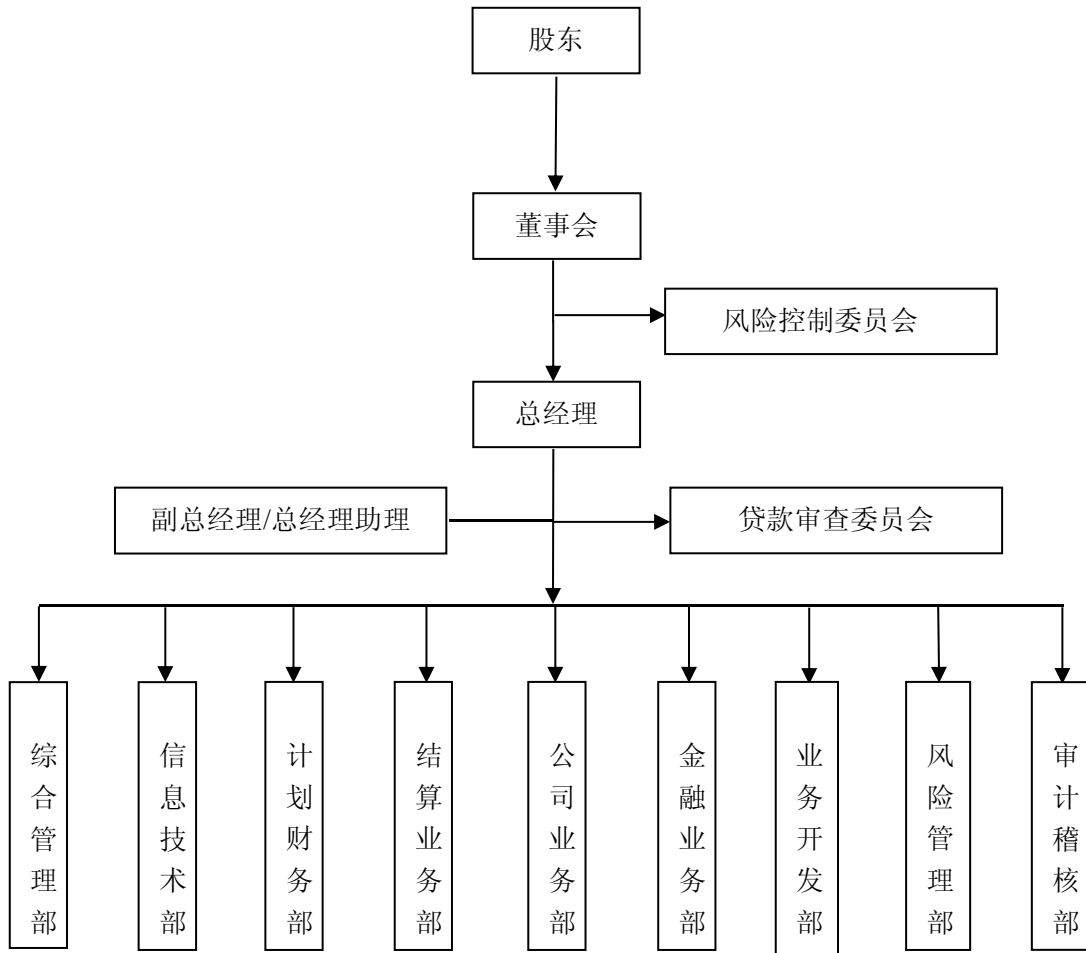 股东
董事会
风险控制委员会
总经理
副总经理/总经理助理
贷款审查委员会
综合管理部
信息技术部
计划财务部
结算业务部
公司业务部
金融业务部
业务开发部
风险管理部
审计稽核部